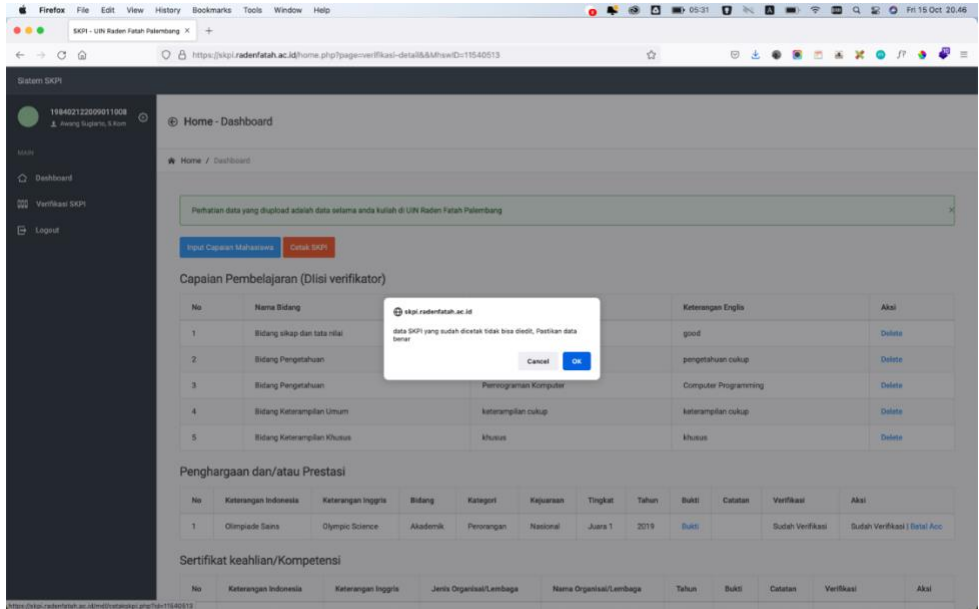 Firefox File Edit View History Bookmarks Tools Window Help 05:31 Fri 15 Oct 20.46
SKPI - UIN Raden Fatah Palembang × +
https://skpi.radenfatah.ac.id/home.php?page=verifikasi-detail&&MhswID=11540513
Sistem SKPI
198402122009011008
Awang Sugiarto, S.Kom
MAIN
Dashboard
Verifikasi SKPI
Logout
Home - Dashboard
Home / Dashboard
Perhatian data yang diupload adalah data selama anda kuliah di UIN Raden Fatah Palembang ×
Input Capaian Mahasiswa Cetak SKPI
Capaian Pembelajaran (DIisi verifikator)
No Nama Bidang Keterangan Englis Aksi
1 Bidang sikap dan tata nilai good Delete
2 Bidang Pengetahuan pengetahuan cukup Delete
3 Bidang Pengetahuan Pemrograman Komputer Computer Programming Delete
4 Bidang Keterampilan Umum keterampilan cukup keterampilan cukup Delete
5 Bidang Keterampilan Khusus khusus khusus Delete
skpi.radenfatah.ac.id
data SKPI yang sudah dicetak tidak bisa diedit, Pastikan data
benar
Cancel OK
Penghargaan dan/atau Prestasi
No Keterangan Indonesia Keterangan Inggris Bidang Kategori Kejuaraan Tingkat Tahun Bukti Catatan Verifikasi Aksi
1 Olimpiade Sains Olympic Science Akademik Perorangan Nasional Juara 1 2019 Bukti Sudah Verifikasi Sudah Verifikasi | Batal Acc
Sertifikat keahlian/Kompetensi
No Keterangan Indonesia Keterangan Inggris Jenis Organisasi/Lembaga Nama Organisasi/Lembaga Tahun Bukti Catatan Verifikasi Aksi